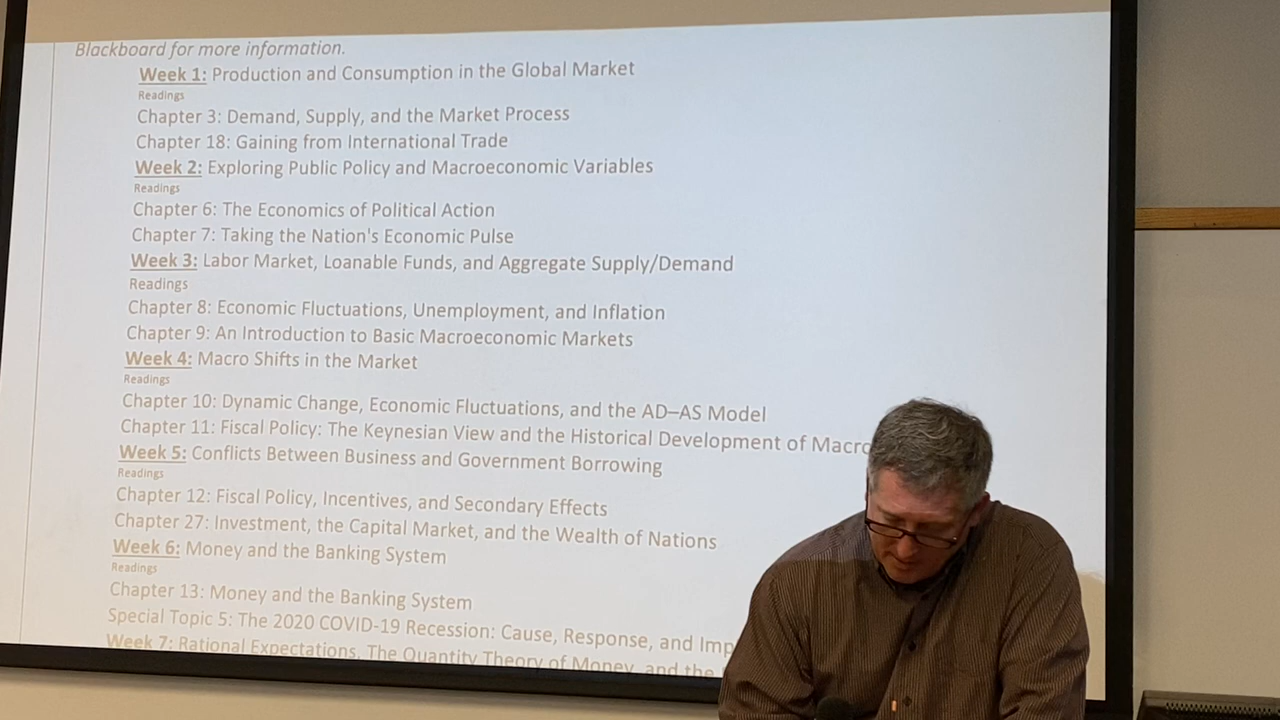 Blackboard for more information.
Week 1: Production and Consumption in the Global Market
Readings
Chapter 3: Demand, Supply, and the Market Process
Chapter 18: Gaining from International Trade
Week 2: Exploring Public Policy and Macroeconomic Variables
Readings
Chapter 6: The Economics of Political Action
Chapter 7: Taking the Nation's Economic Pulse
Week 3: Labor Market, Loanable Funds, and Aggregate Supply/Demand
Readings
Chapter 8: Economic Fluctuations, Unemployment, and Inflation
Chapter 9: An Introduction to Basic Macroeconomic Markets
Week 4: Macro Shifts in the Market
Readings
Chapter 10: Dynamic Change, Economic Fluctuations, and the AD–AS Model
Chapter 11: Fiscal Policy: The Keynesian View and the Historical Development of Macro
Week 5: Conflicts Between Business and Government Borrowing
Readings
Chapter 12: Fiscal Policy, Incentives, and Secondary Effects
Chapter 27: Investment, the Capital Market, and the Wealth of Nations
Week 6: Money and the Banking System
Readings
Chapter 13: Money and the Banking System
Special Topic 5: The 2020 COVID-19 Recession: Cause, Response, and Imp
Week 7: Rational Expectations, The Quantity Theory of Money, and the